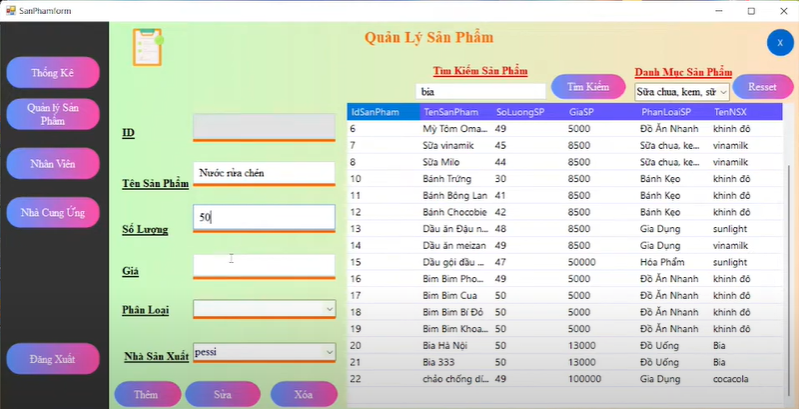 SanPhamform
Quản Lý Sản Phẩm
X
Thống Kê
Quản lý Sản
Phẩm
Nhân Viên
Nhà Cung Ứng
Đăng Xuất
ID
Tên Sản Phẩm
Nước rửa chén
Số Lượng
50
Giá
Phân Loại
Nhà Sản Xuất
pessi
Thêm
Sửa
Xóa
Tìm Kiếm Sản Phẩm
bia
Tìm Kiếm
Danh Mục Sản Phẩm
Sữa chua, kem, sữ
Resset
IdSanPham TenSanPham SoLuongSP GiaSP PhanLoaiSP TenNSX
6 Mỳ Tôm Oma... 49 5000 Đồ Ăn Nhanh khinh đô
7 Sữa vinamik 45 8500 Sữa chua, ke... vinamilk
8 Sữa Milo 44 8500 Sữa chua, ke... vinamilk
10 Bánh Trứng 30 8500 Bánh Kẹo khinh đô
11 Bánh Bông Lan 41 8500 Bánh Kẹo khinh đô
12 Bánh Chocobie 42 8500 Bánh Kẹo khinh đô
13 Dầu ăn Đậu n... 48 8500 Gia Dụng sunlight
14 Dầu ăn meizan 49 8500 Gia Dụng vinamilk
15 Dầu gội đầu ... 47 50000 Hóa Phẩm sunlight
16 Bim Bim Pho... 49 5000 Đồ Ăn Nhanh khinh đô
17 Bim Bim Cua 50 5000 Đồ Ăn Nhanh khinh đô
18 Bim Bim Bí Đỏ 50 5000 Đồ Ăn Nhanh khinh đô
19 Bim Bim Khoa... 50 5000 Đồ Ăn Nhanh khinh đô
20 Bia Hà Nội 50 13000 Đồ Uống Bia
21 Bia 333 50 13000 Đồ Uống Bia
22 chảo chống dí... 49 100000 Gia Dụng cocacola